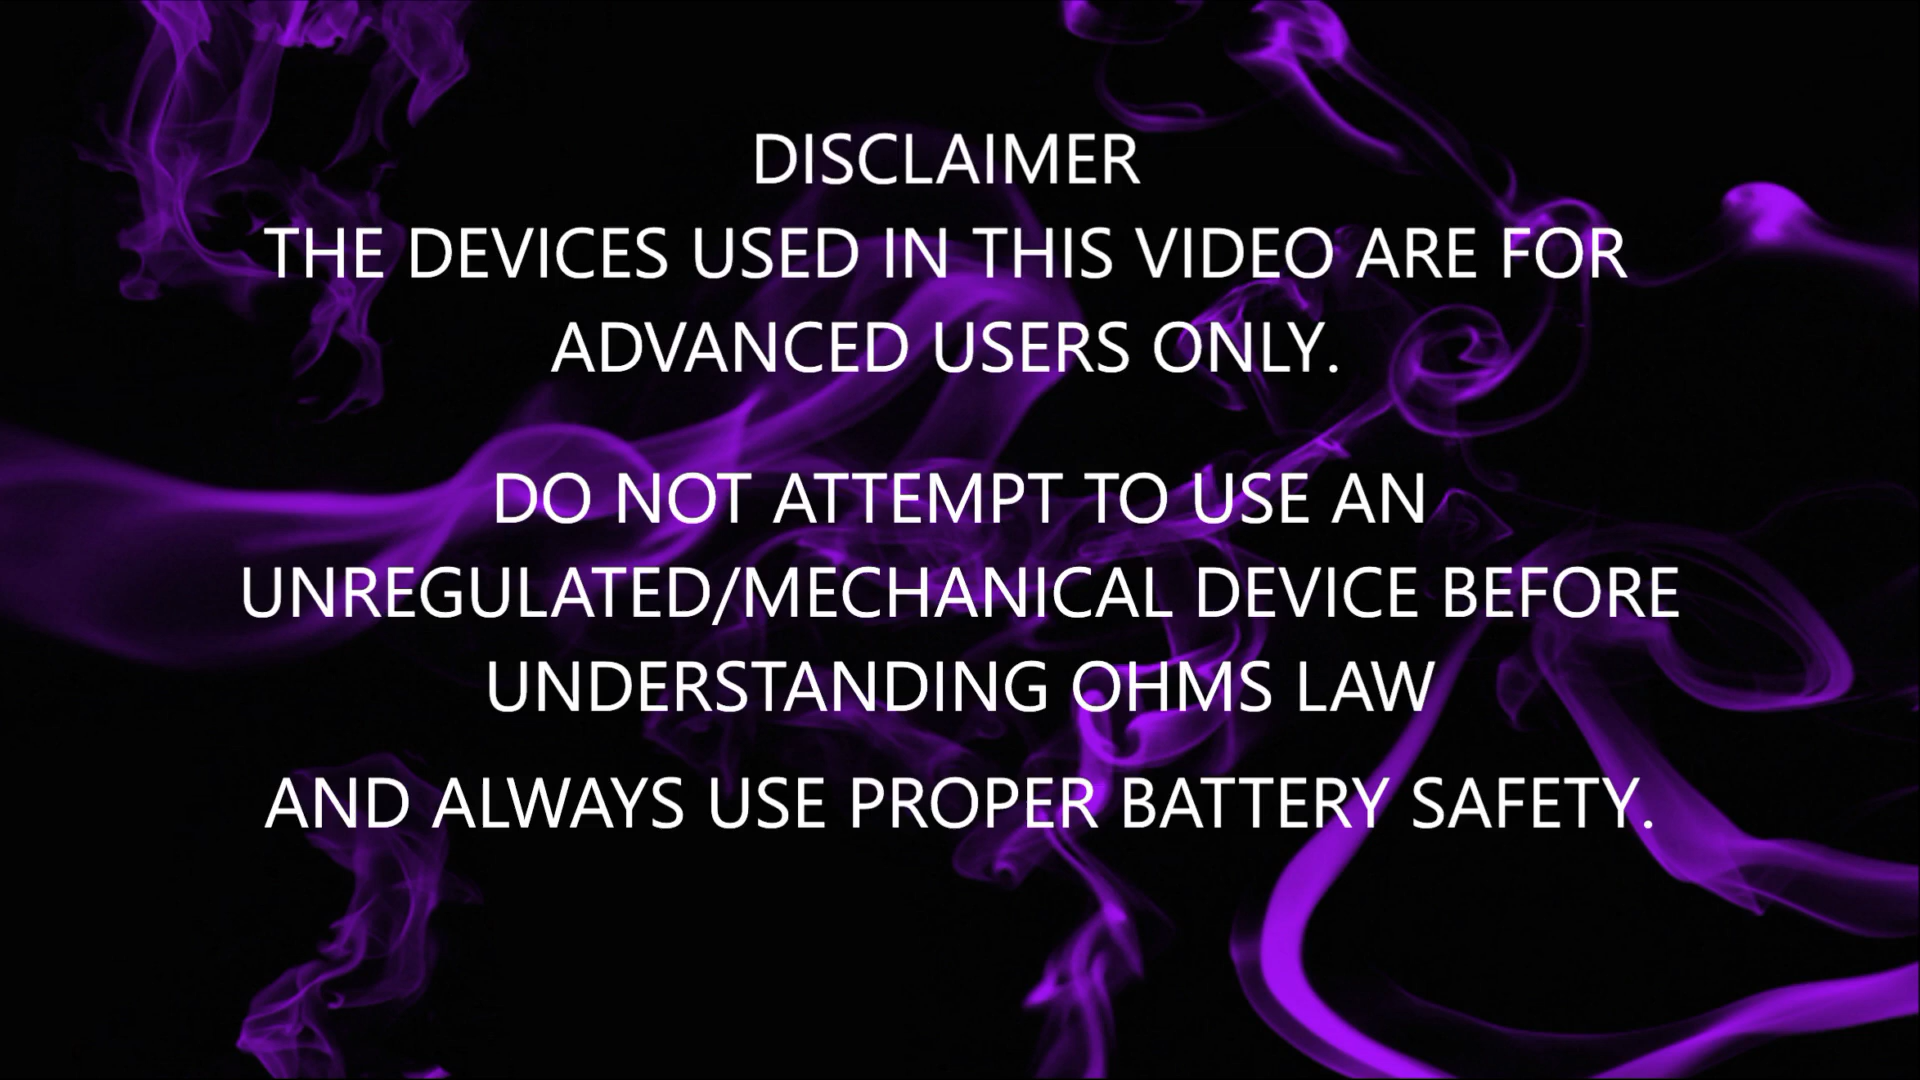 DISCLAIMER
THE DEVICES USED IN THIS VIDEO ARE FOR
ADVANCED USERS ONLY.
DO NOT ATTEMPT TO USE AN
UNREGULATED/MECHANICAL DEVICE BEFORE
UNDERSTANDING OHMS LAW
AND ALWAYS USE PROPER BATTERY SAFETY.